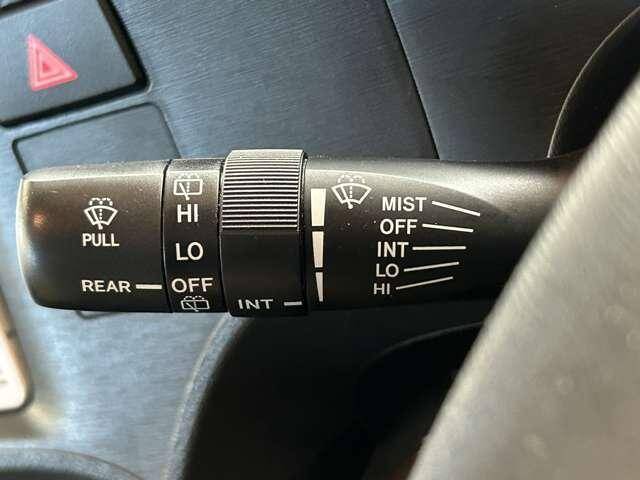 PULL
REAR
HI
LO
OFF
INT
MIST
OFF
INT
LO
HI